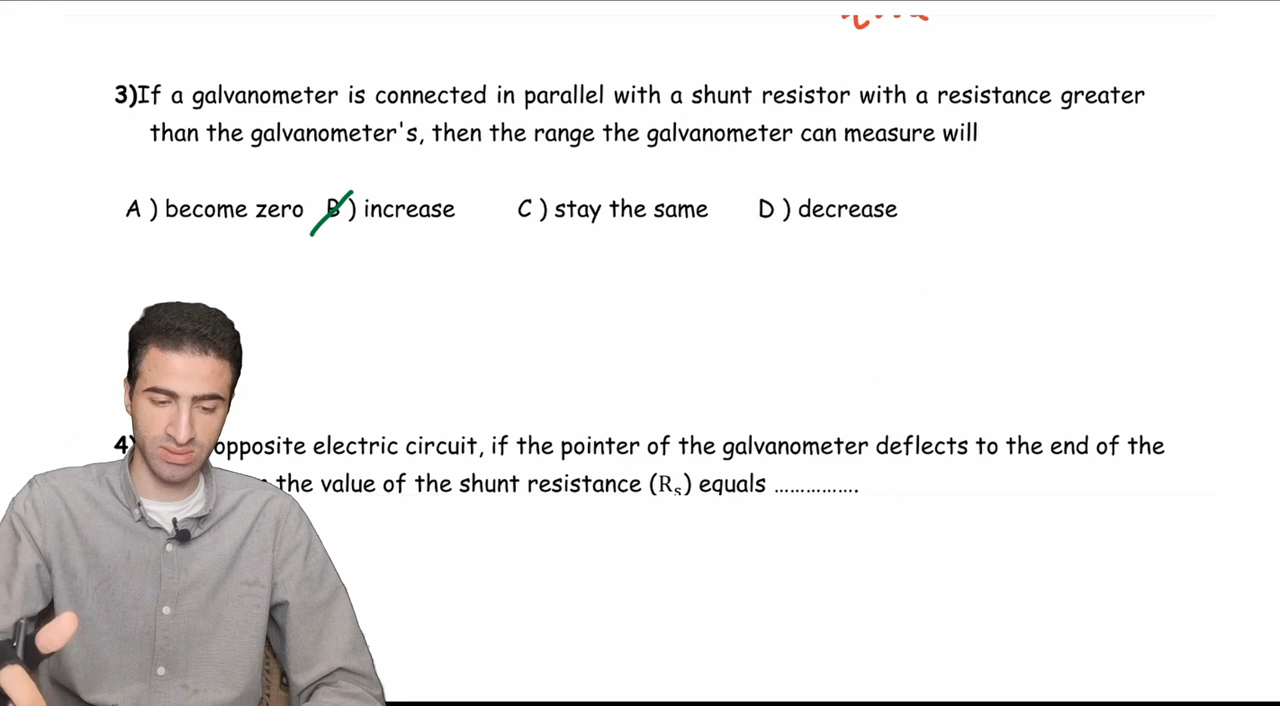 3)If a galvanometer is connected in parallel with a shunt resistor with a resistance greater
than the galvanometer's, then the range the galvanometer can measure will
A ) become zero B ) increase C ) stay the same D ) decrease
4) opposite electric circuit, if the pointer of the galvanometer deflects to the end of the
the value of the shunt resistance (Rₛ) equals ...............